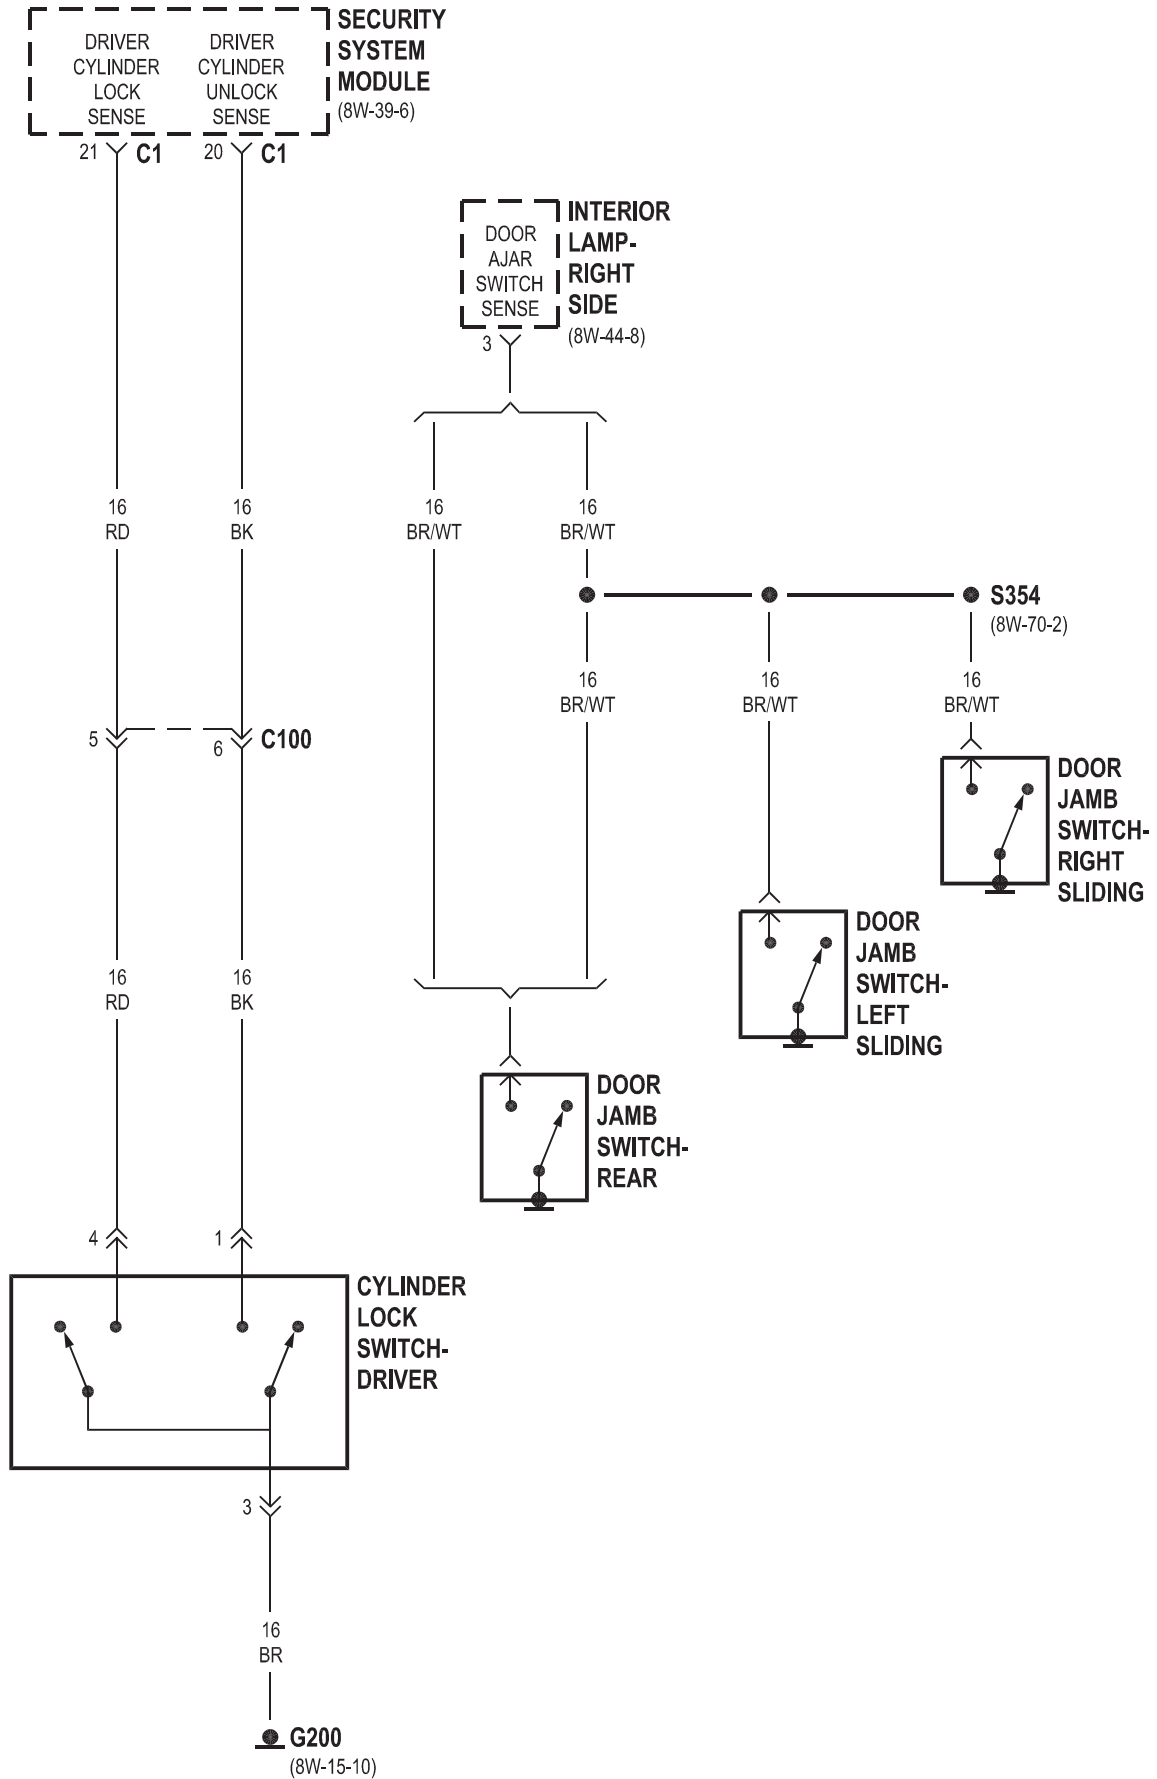 DRIVER
CYLINDER
LOCK
SENSE
DRIVER
CYLINDER
UNLOCK
SENSE
SECURITY
SYSTEM
MODULE
(8W-39-6)
21
C1
20
C1
DOOR
AJAR
SWITCH
SENSE
INTERIOR
LAMP-
RIGHT
SIDE
(8W-44-8)
3
16
RD
16
BK
16
BR/WT
16
BR/WT
S354
(8W-70-2)
16
BR/WT
16
BR/WT
16
BR/WT
5
6
C100
DOOR
JAMB
SWITCH-
RIGHT
SLIDING
DOOR
JAMB
SWITCH-
LEFT
SLIDING
16
RD
16
BK
DOOR
JAMB
SWITCH-
REAR
4
1
CYLINDER
LOCK
SWITCH-
DRIVER
3
16
BR
G200
(8W-15-10)